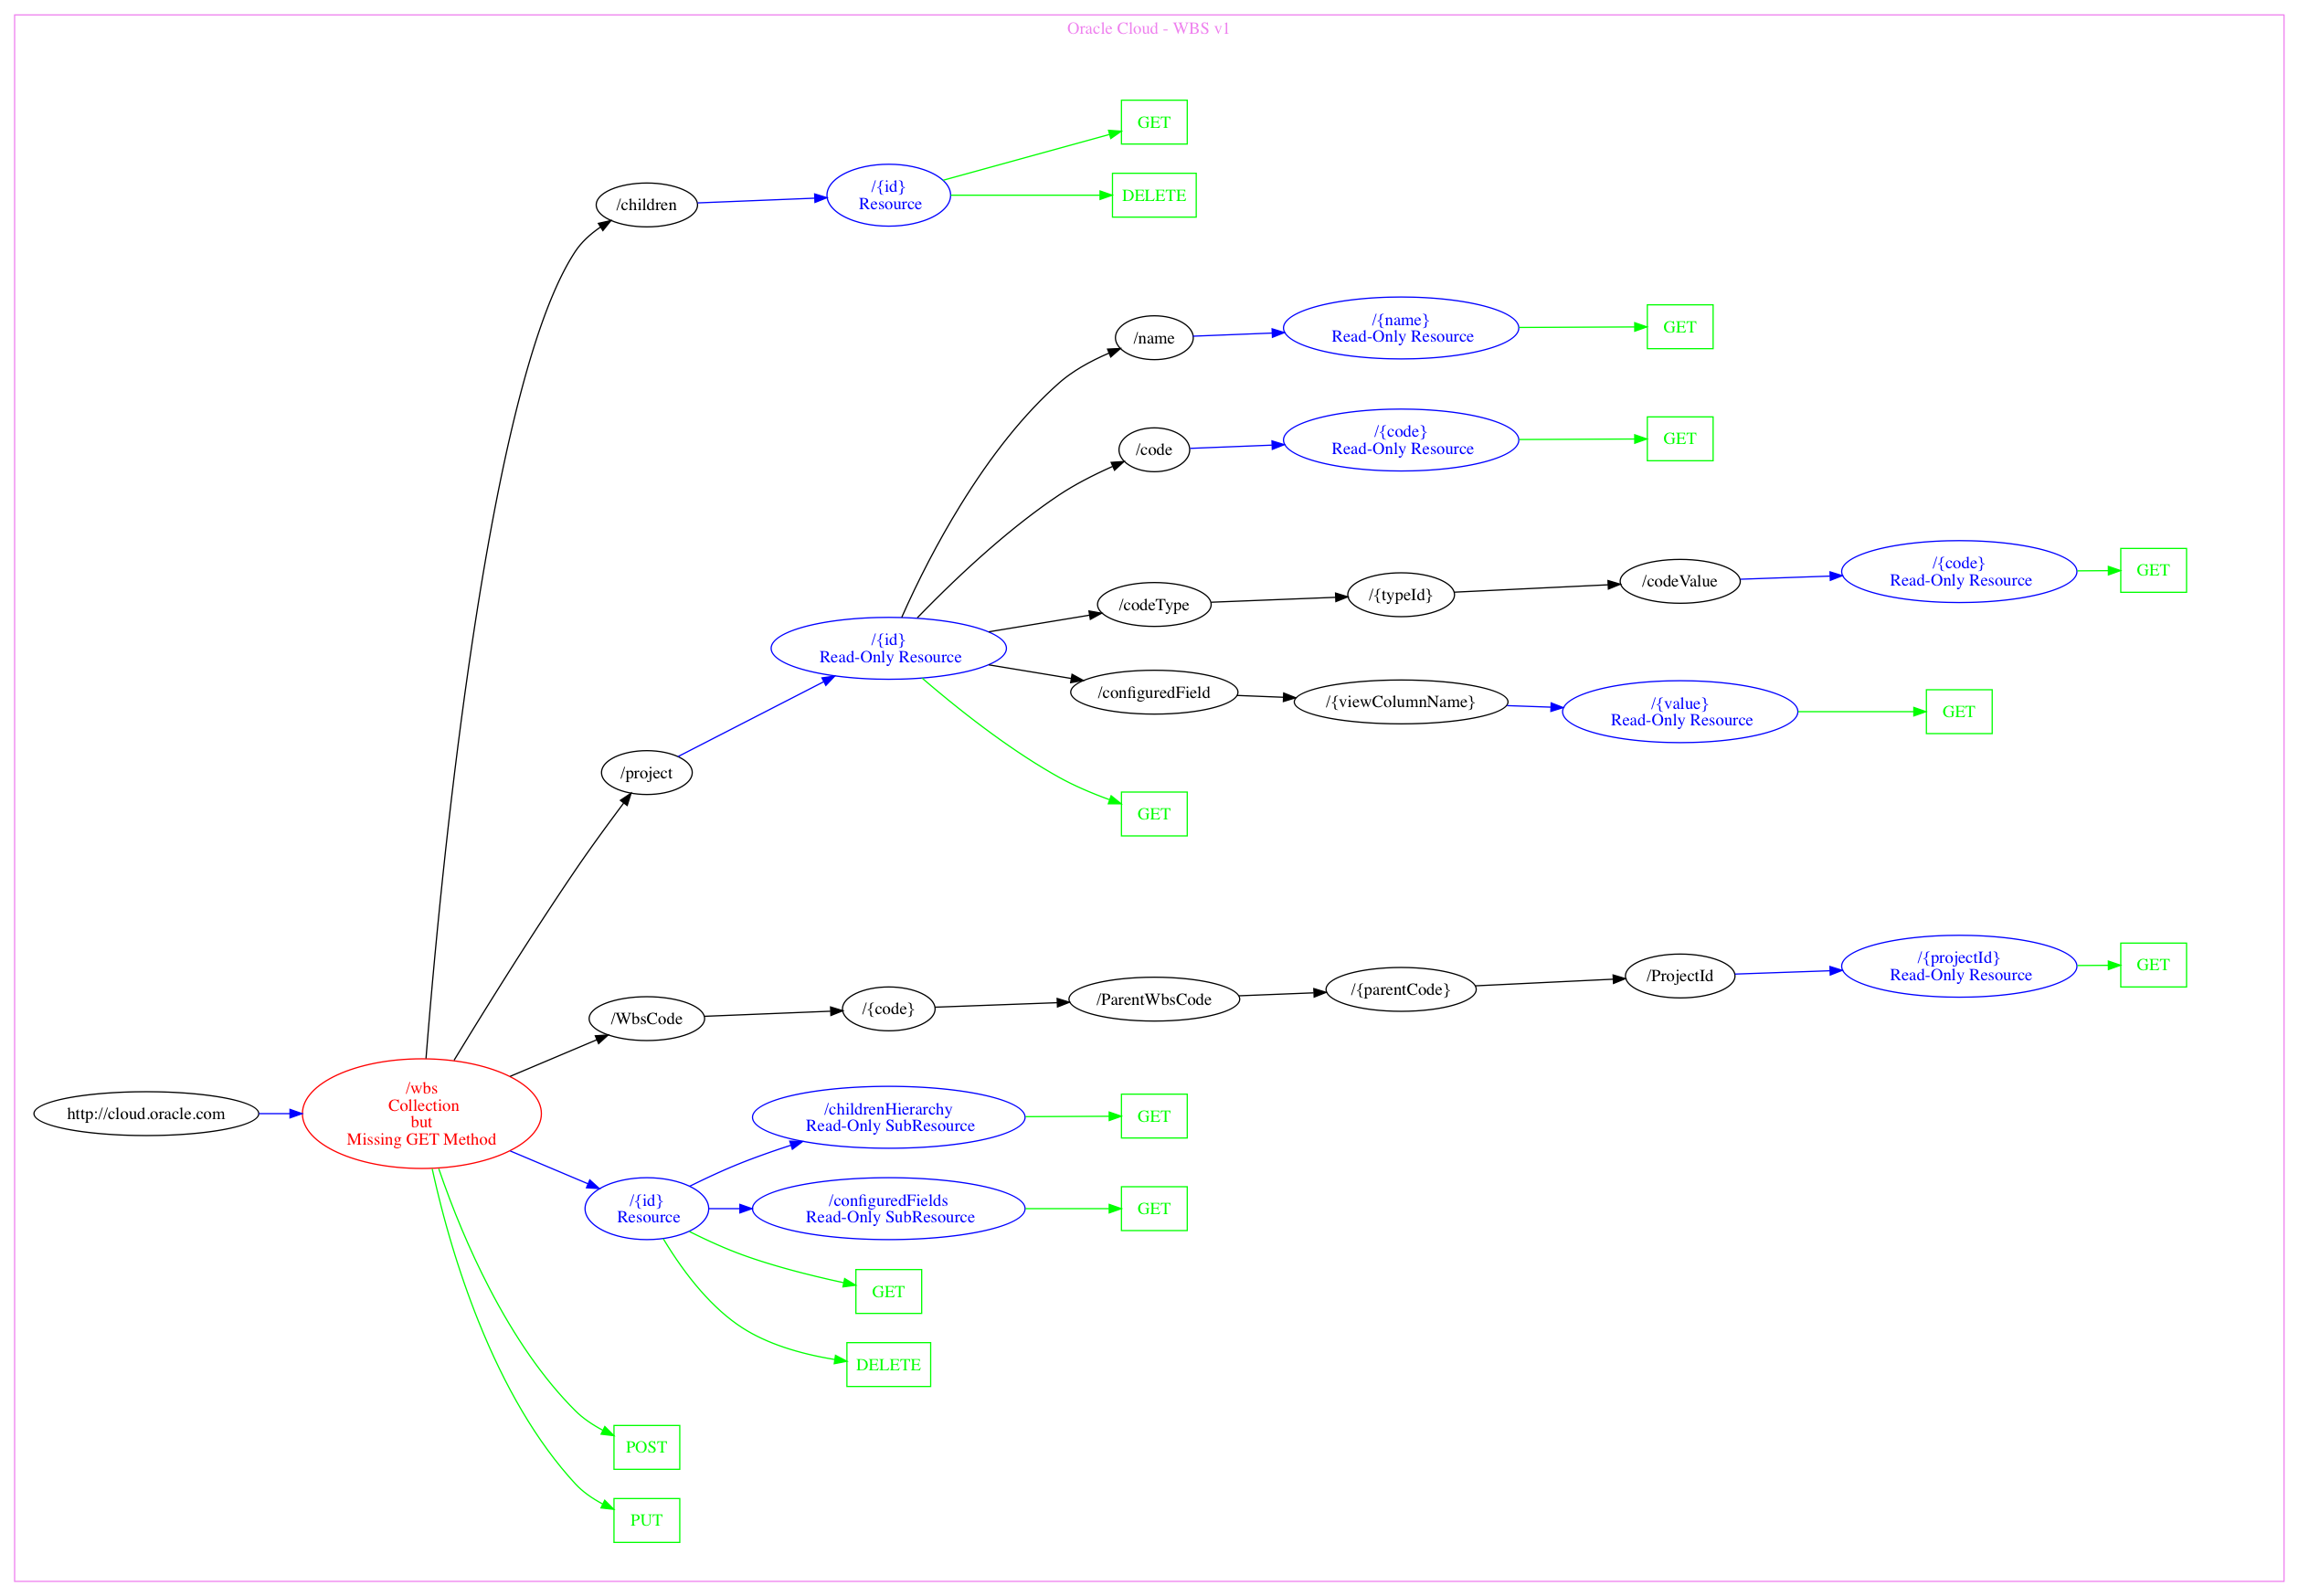 Oracle Cloud - WBS v1
GET
/children
/{id}
Resource
DELETE
/name
/{name}
Read-Only Resource
GET
/code
/{code}
Read-Only Resource
GET
/codeType
/{typeId}
/codeValue
/{code}
Read-Only Resource
GET
/{id}
Read-Only Resource
/configuredField
/{viewColumnName}
/{value}
Read-Only Resource
GET
/project
GET
/WbsCode
/{code}
/ParentWbsCode
/{parentCode}
/ProjectId
/{projectId}
Read-Only Resource
GET
http://cloud.oracle.com
/wbs
Collection
but
Missing GET Method
/childrenHierarchy
Read-Only SubResource
GET
/{id}
Resource
/configuredFields
Read-Only SubResource
GET
GET
DELETE
POST
PUT